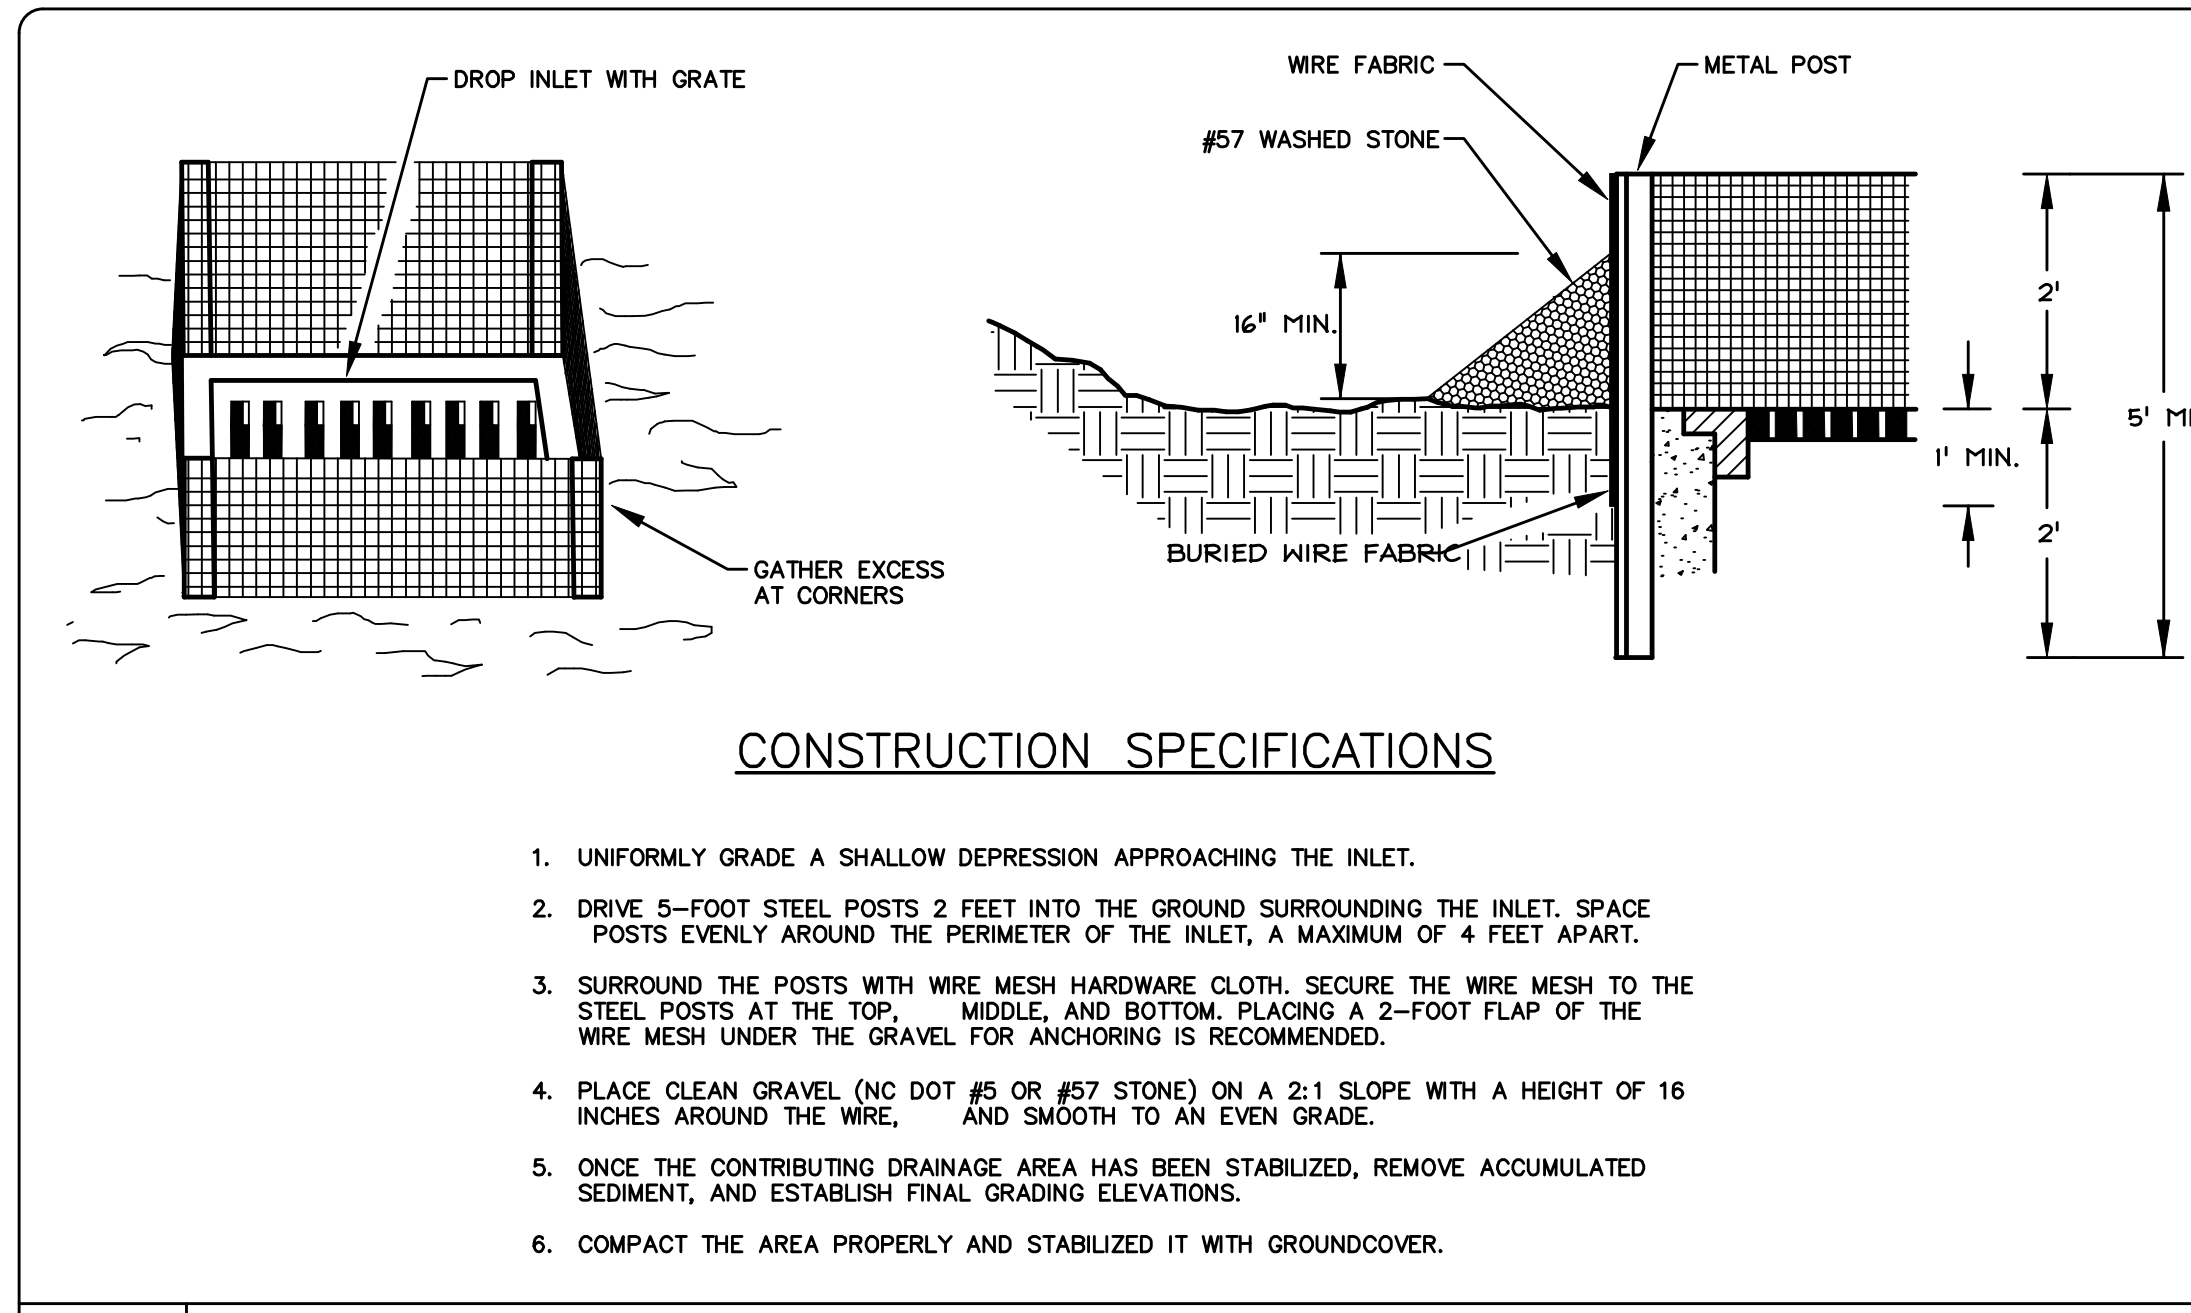 DROP INLET WITH GRATE
GATHER EXCESS
AT CORNERS
WIRE FABRIC
METAL POST
#57 WASHED STONE
16" MIN.
BURIED WIRE FABRIC
2'
1' MIN.
2'
5'
CONSTRUCTION SPECIFICATIONS
1. UNIFORMLY GRADE A SHALLOW DEPRESSION APPROACHING THE INLET.
2. DRIVE 5-FOOT STEEL POSTS 2 FEET INTO THE GROUND SURROUNDING THE INLET. SPACE
POSTS EVENLY AROUND THE PERIMETER OF THE INLET, A MAXIMUM OF 4 FEET APART.
3. SURROUND THE POSTS WITH WIRE MESH HARDWARE CLOTH. SECURE THE WIRE MESH TO THE
STEEL POSTS AT THE TOP, MIDDLE, AND BOTTOM. PLACING A 2-FOOT FLAP OF THE
WIRE MESH UNDER THE GRAVEL FOR ANCHORING IS RECOMMENDED.
4. PLACE CLEAN GRAVEL (NC DOT #5 OR #57 STONE) ON A 2:1 SLOPE WITH A HEIGHT OF 16
INCHES AROUND THE WIRE, AND SMOOTH TO AN EVEN GRADE.
5. ONCE THE CONTRIBUTING DRAINAGE AREA HAS BEEN STABILIZED, REMOVE ACCUMULATED
SEDIMENT, AND ESTABLISH FINAL GRADING ELEVATIONS.
6. COMPACT THE AREA PROPERLY AND STABILIZED IT WITH GROUNDCOVER.